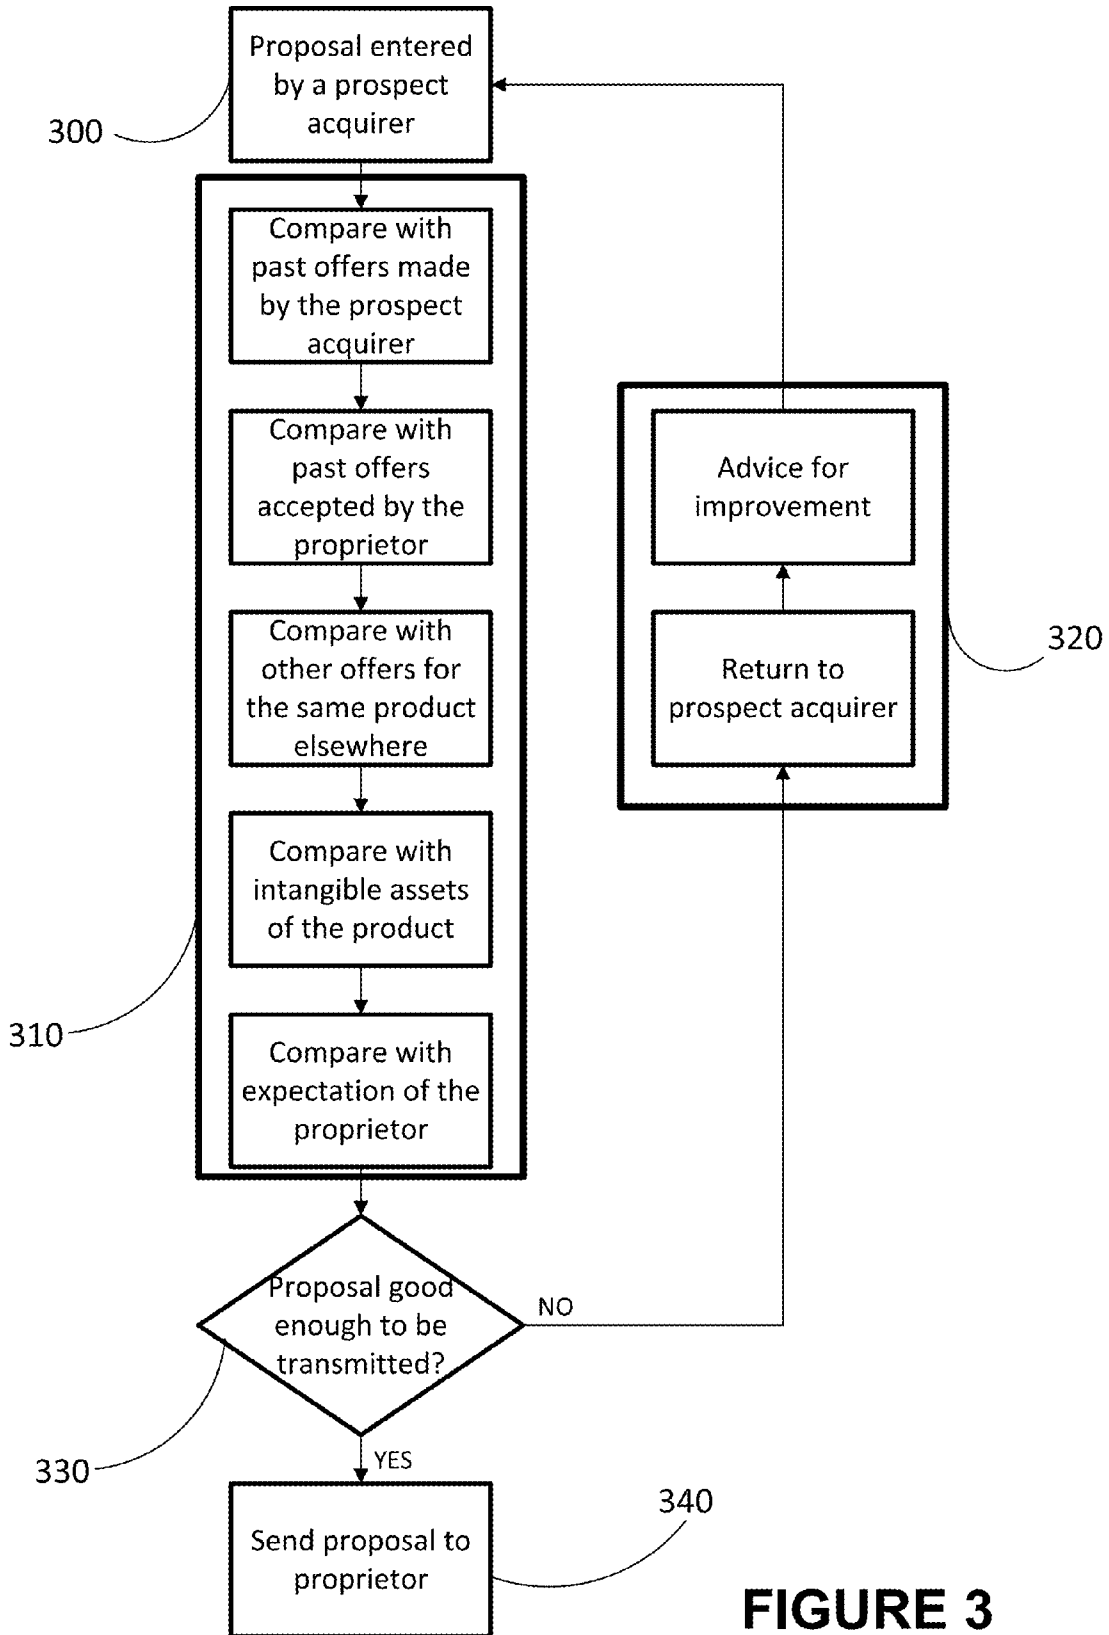 Proposal entered
by a prospect
acquirer
300
Compare with
past offers made
by the prospect
acquirer
Compare with
past offers
accepted by the
proprietor
Compare with
other offers for
the same product
elsewhere
Compare with
intangible assets
of the product
Compare with
expectation of the
proprietor
310
Advice for
improvement
Return to
prospect acquirer
320
Proposal good
enough to be
transmitted?
NO
330
YES
Send proposal to
proprietor
340
FIGURE 3